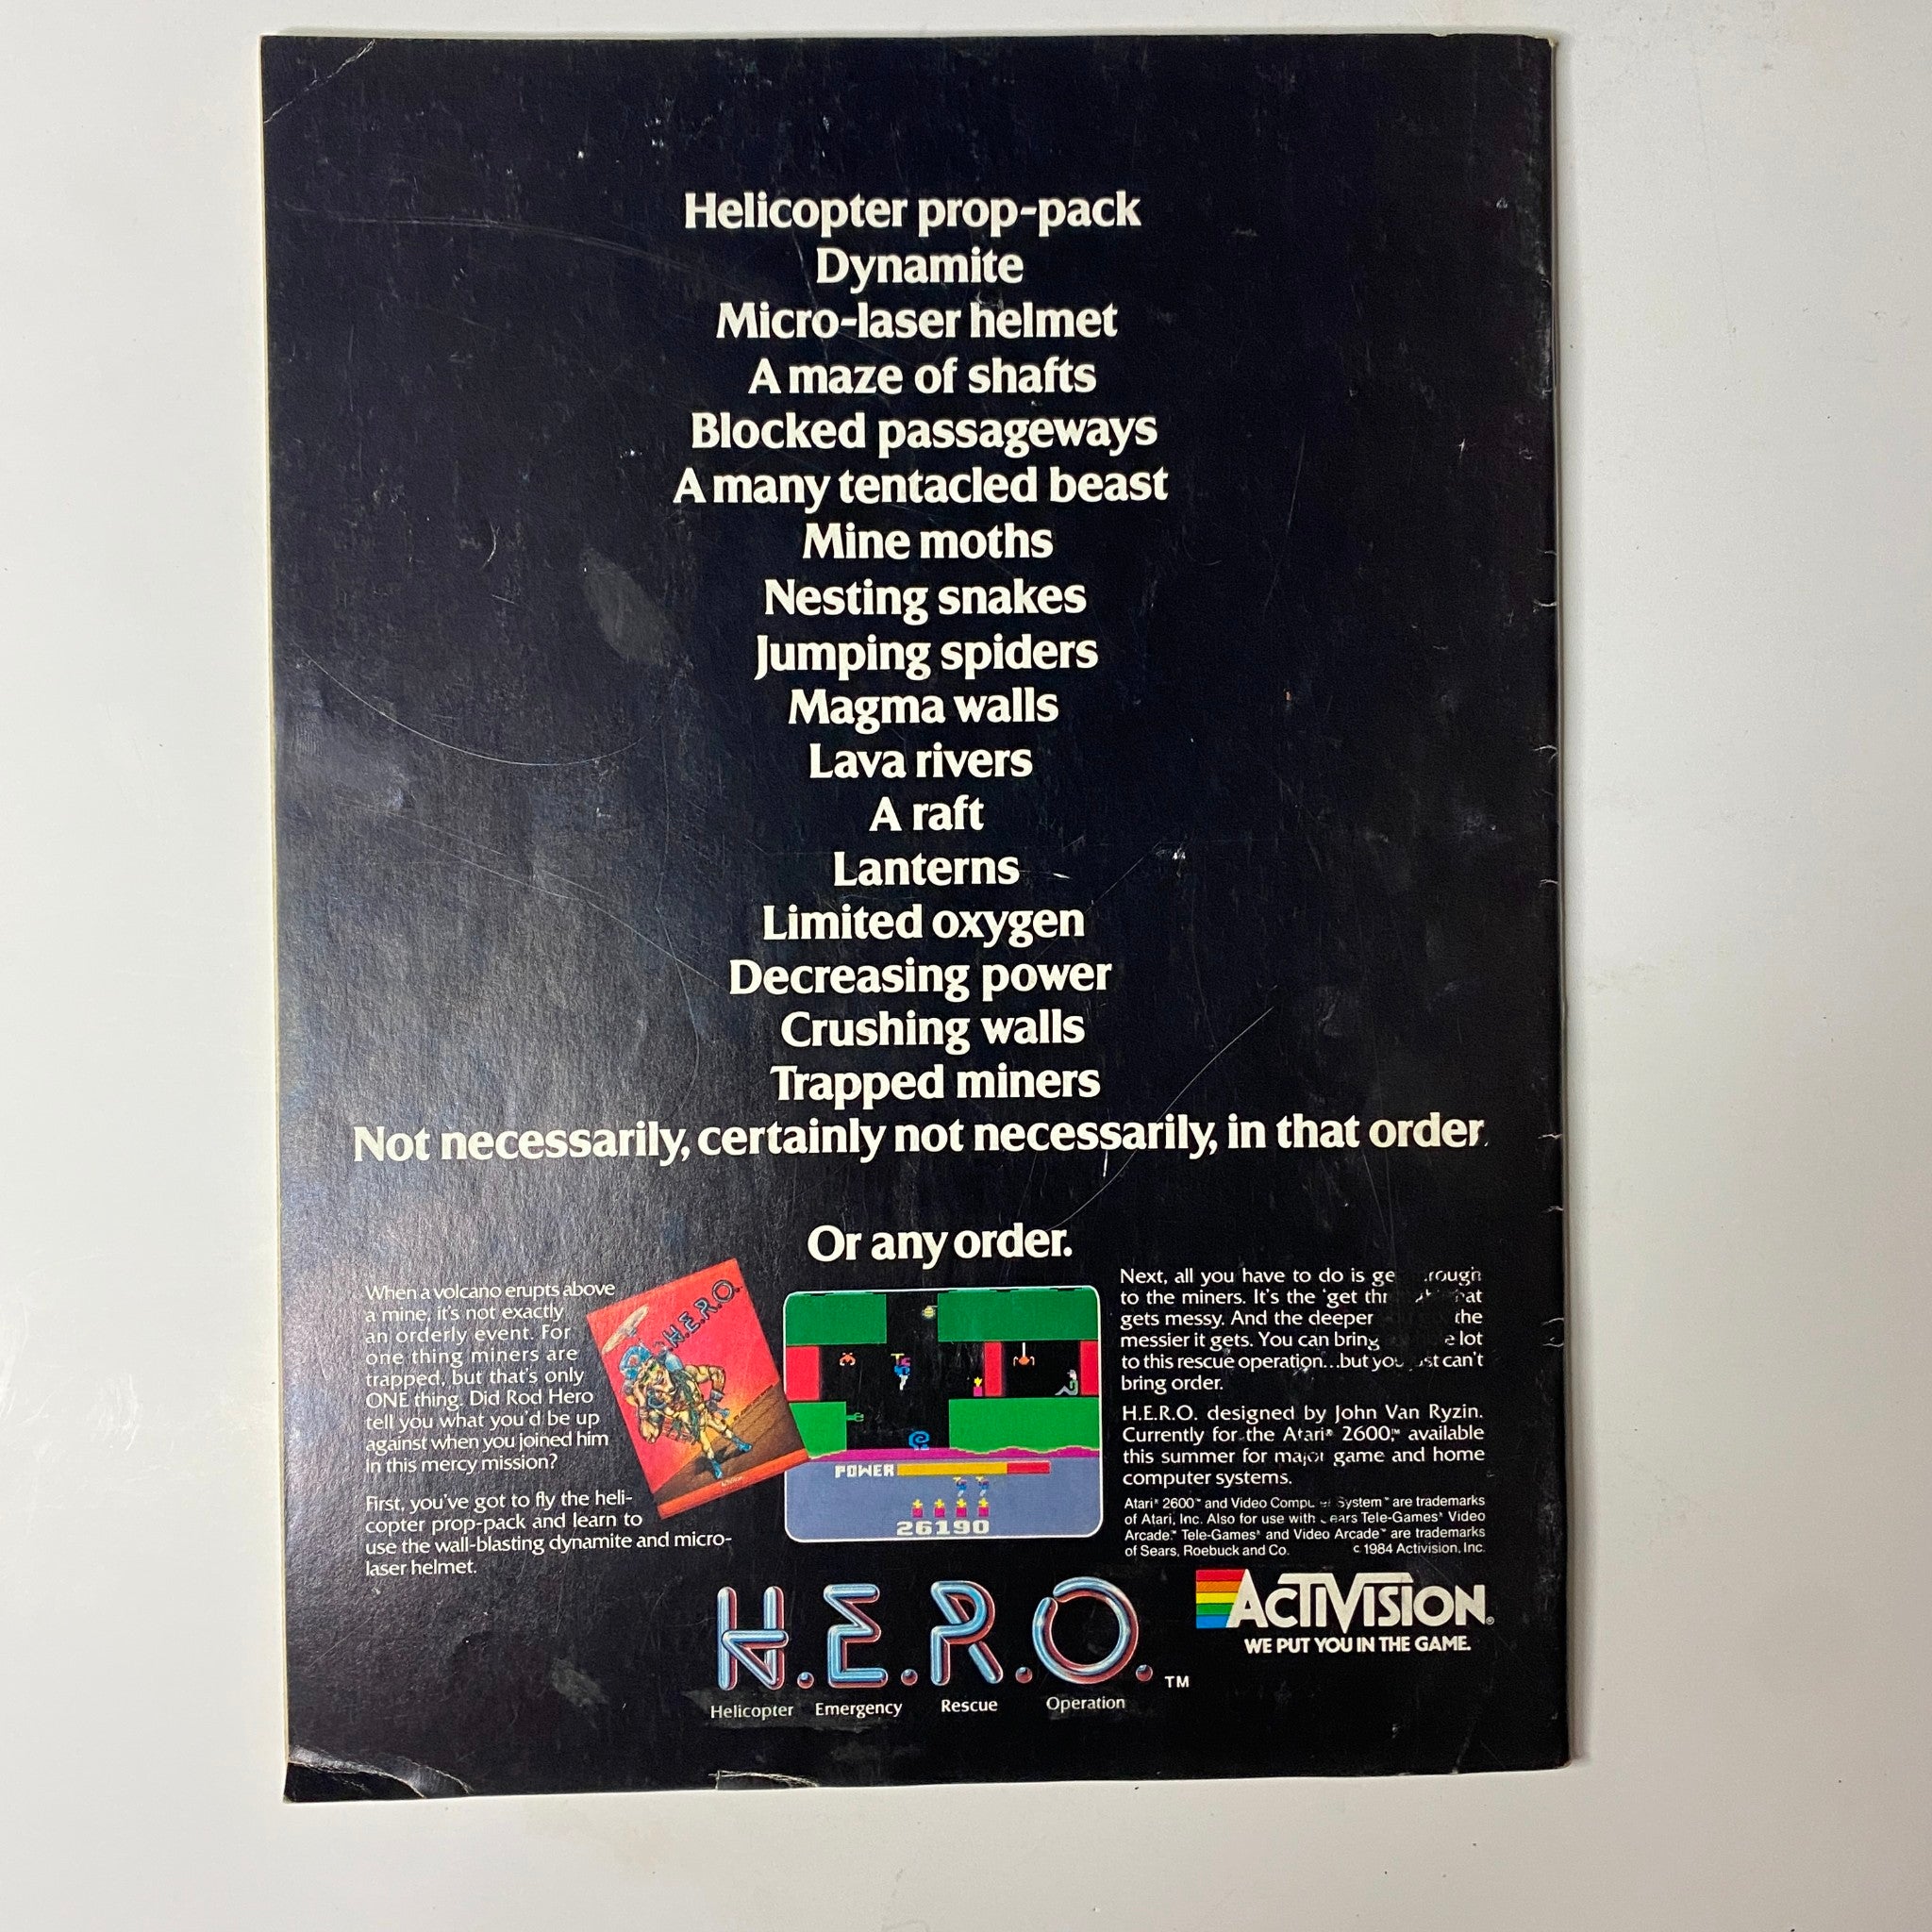 Helicopter prop-pack
Dynamite
Micro-laser helmet
A maze of shafts
Blocked passageways
A many tentacled beast
Mine moths
Nesting snakes
Jumping spiders
Magma walls
Lava rivers
A raft
Lanterns
Limited oxygen
Decreasing power
Crushing walls
Trapped miners
Not necessarily, certainly not necessarily, in that order.
Or any order.
When a volcano erupts above
a mine, it's not exactly
an orderly event. For
one thing miners are
trapped, but that's only
ONE thing. Did Rod Hero
tell you what you'd be up
against when you joined him
in this mercy mission?
First, you've got to fly the heli-
copter prop-pack and learn to
use the wall-blasting dynamite and micro-
laser helmet.
H.E.R.O.
POWER
26190
Next, all you have to do is
to the miners. It's the 'get
gets messy. And the deeper the
messier it gets. You can bring lot
to this rescue operation...but you can't
bring order.
H.E.R.O. designed by John Van Ryzin.
Currently for the Atari® 2600,™ available
this summer for major game and home
computer systems.
Atari® 2600™ and Video System™ are trademarks
of Atari, Inc. Also for use with Sears Tele-Games® Video
Arcade.™ Tele-Games® and Video Arcade™ are trademarks
of Sears, Roebuck and Co. © 1984 Activision, Inc.
H.E.R.O.™
Helicopter Emergency Rescue Operation
ACTIVISION®
WE PUT YOU IN THE GAME.